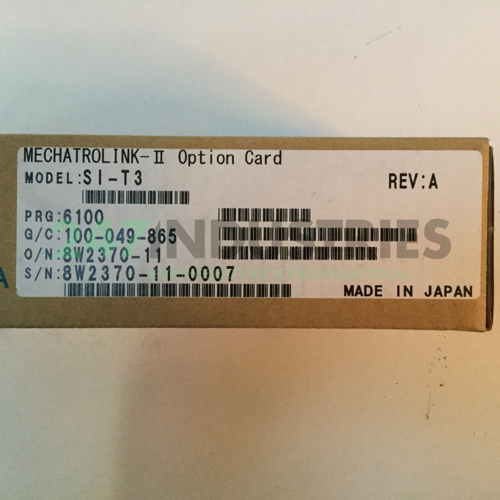 MECHATROLINK-Ⅱ Option Card
MODEL:SI-T3
REV:A
PRG:6100
G/C:100-049-865
O/N:8W2370-11
S/N:8W2370-11-0007
MADE IN JAPAN
INDUSTRIES
A